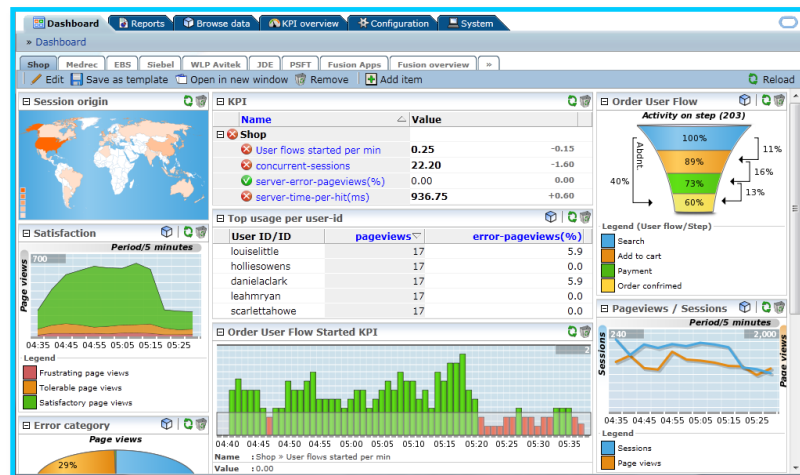 Dashboard Reports Browse data KPI overview Configuration System
» Dashboard
Shop Medrec EBS Siebel WLP Avitek JDE PSFT Fusion Apps Fusion overview »
Edit Save as template Open in new window Remove Add item Reload
Session origin
Satisfaction
Period/5 minutes
700
Page views
04:35 04:45 04:55 05:05 05:15 05:25
Legend
Frustrating page views
Tolerable page views
Satisfactory page views
Error category
Page views
29%
KPI
Name Value
Shop
User flows started per min 0.25 -0.15
concurrent-sessions 22.20 -1.60
server-error-pageviews(%) 0.00 0.00
server-time-per-hit(ms) 936.75 +0.60
Top usage per user-id
User ID/ID pageviews error-pageviews(%)
louiselittle 17 5.9
holliesowens 17 0.0
danielaclark 17 5.9
leahmryan 17 0.0
scarlettahowe 17 0.0
Order User Flow Started KPI
2
04:40 04:45 04:50 04:55 05:00 05:05 05:10 05:15 05:20 05:25 05:30 05:35
Name : Shop » User flows started per min
Value : 0.00
Order User Flow
Activity on step (203)
100%
89%
73%
60%
Abdnt.
40%
11%
16%
13%
Legend (User flow/Step)
Search
Add to cart
Payment
Order confrimed
Pageviews / Sessions
Period/5 minutes
240 2,000
Sessions
Page views
04:35 04:45 04:55 05:05 05:15 05:25
Legend
Sessions
Page views